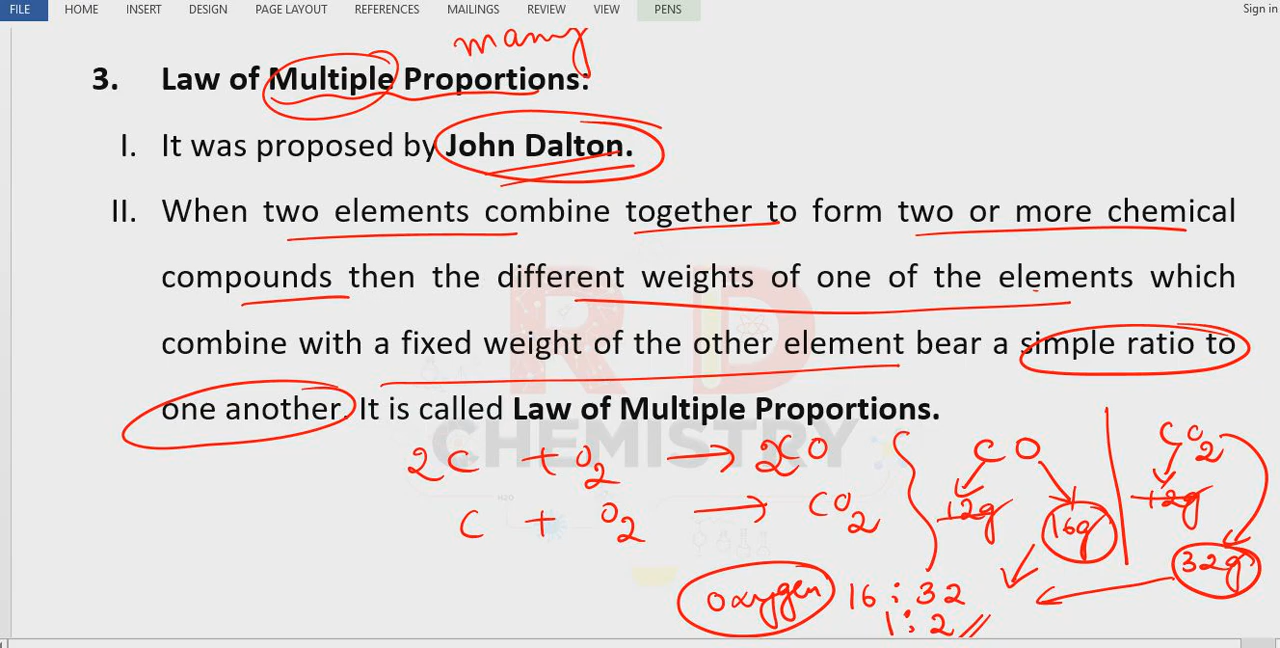 FILE HOME INSERT DESIGN PAGE LAYOUT REFERENCES MAILINGS REVIEW VIEW PENS Sign in
many
3. Law of Multiple Proportions:
I. It was proposed by John Dalton.
II. When two elements combine together to form two or more chemical
compounds then the different weights of one of the elements which
combine with a fixed weight of the other element bear a simple ratio to
one another. It is called Law of Multiple Proportions.
R D
CHEMISTRY
2C + O2 → 2CO
C + O2 → CO2
CO
12g 16g
CO2
12g
32g
oxygen 16 : 32
1 : 2 //
H2O